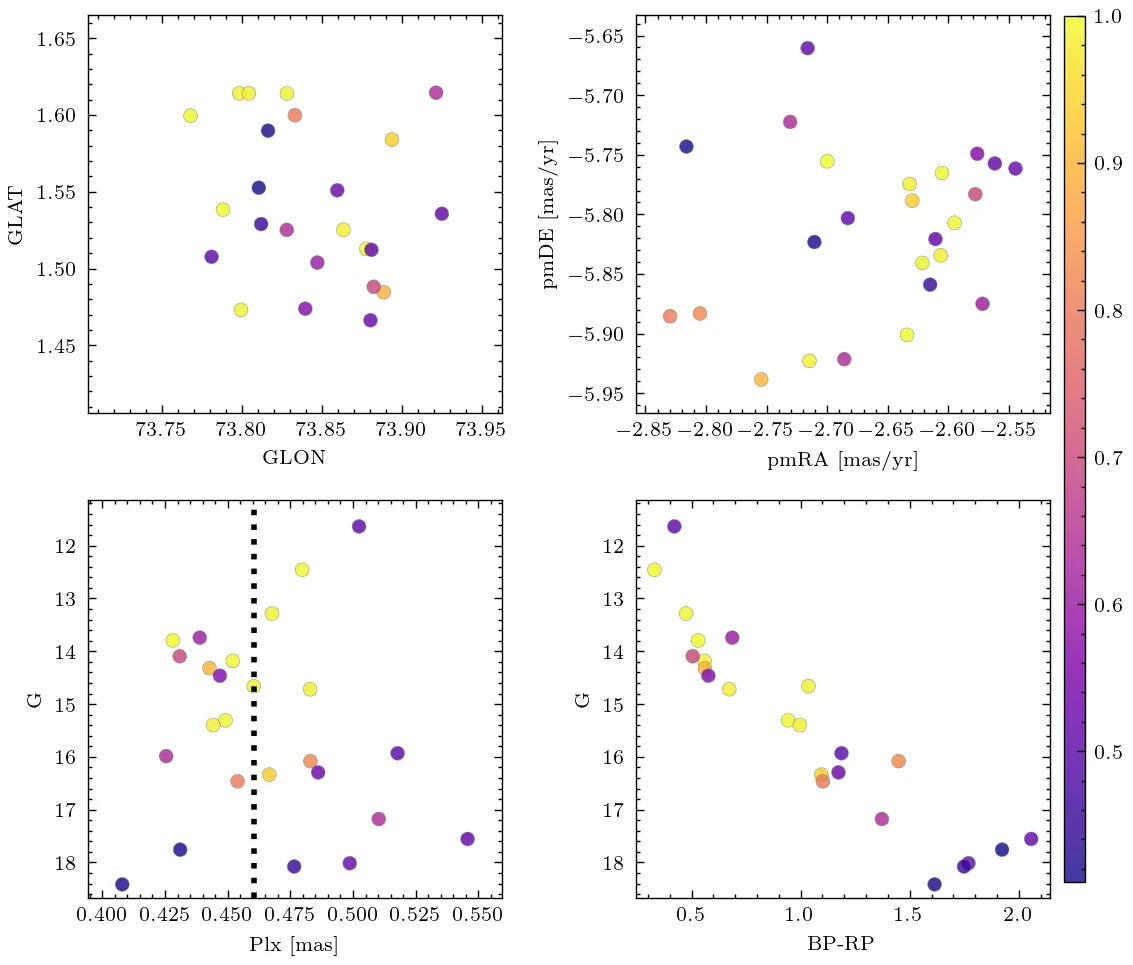 1.65
1.60
1.55
1.50
1.45
GLAT
73.75 73.80 73.85 73.90 73.95
GLON
−5.65
−5.70
−5.75
−5.80
−5.85
−5.90
−5.95
pmDE [mas/yr]
−2.85 −2.80 −2.75 −2.70 −2.65 −2.60 −2.55
pmRA [mas/yr]
1.0
0.9
0.8
0.7
0.6
0.5
12
13
14
15
16
17
18
G
0.400 0.425 0.450 0.475 0.500 0.525 0.550
Plx [mas]
12
13
14
15
16
17
18
G
0.5 1.0 1.5 2.0
BP-RP